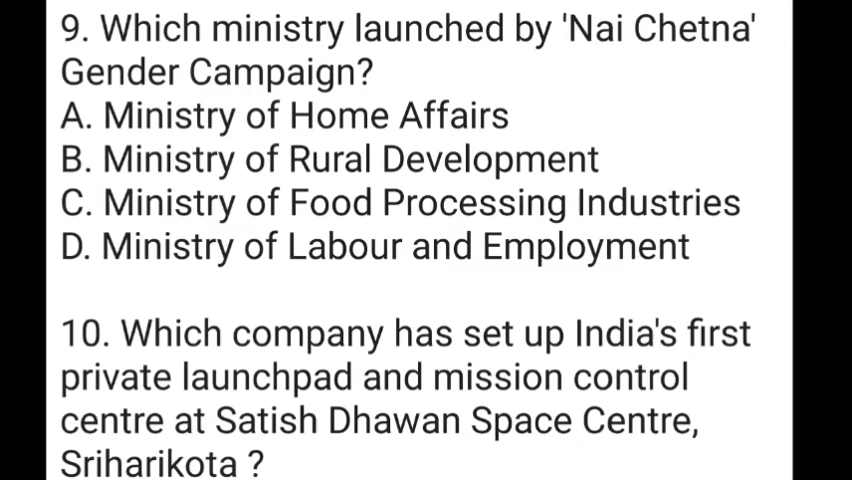 9. Which ministry launched by 'Nai Chetna'
Gender Campaign?
A. Ministry of Home Affairs
B. Ministry of Rural Development
C. Ministry of Food Processing Industries
D. Ministry of Labour and Employment
10. Which company has set up India's first
private launchpad and mission control
centre at Satish Dhawan Space Centre,
Sriharikota ?